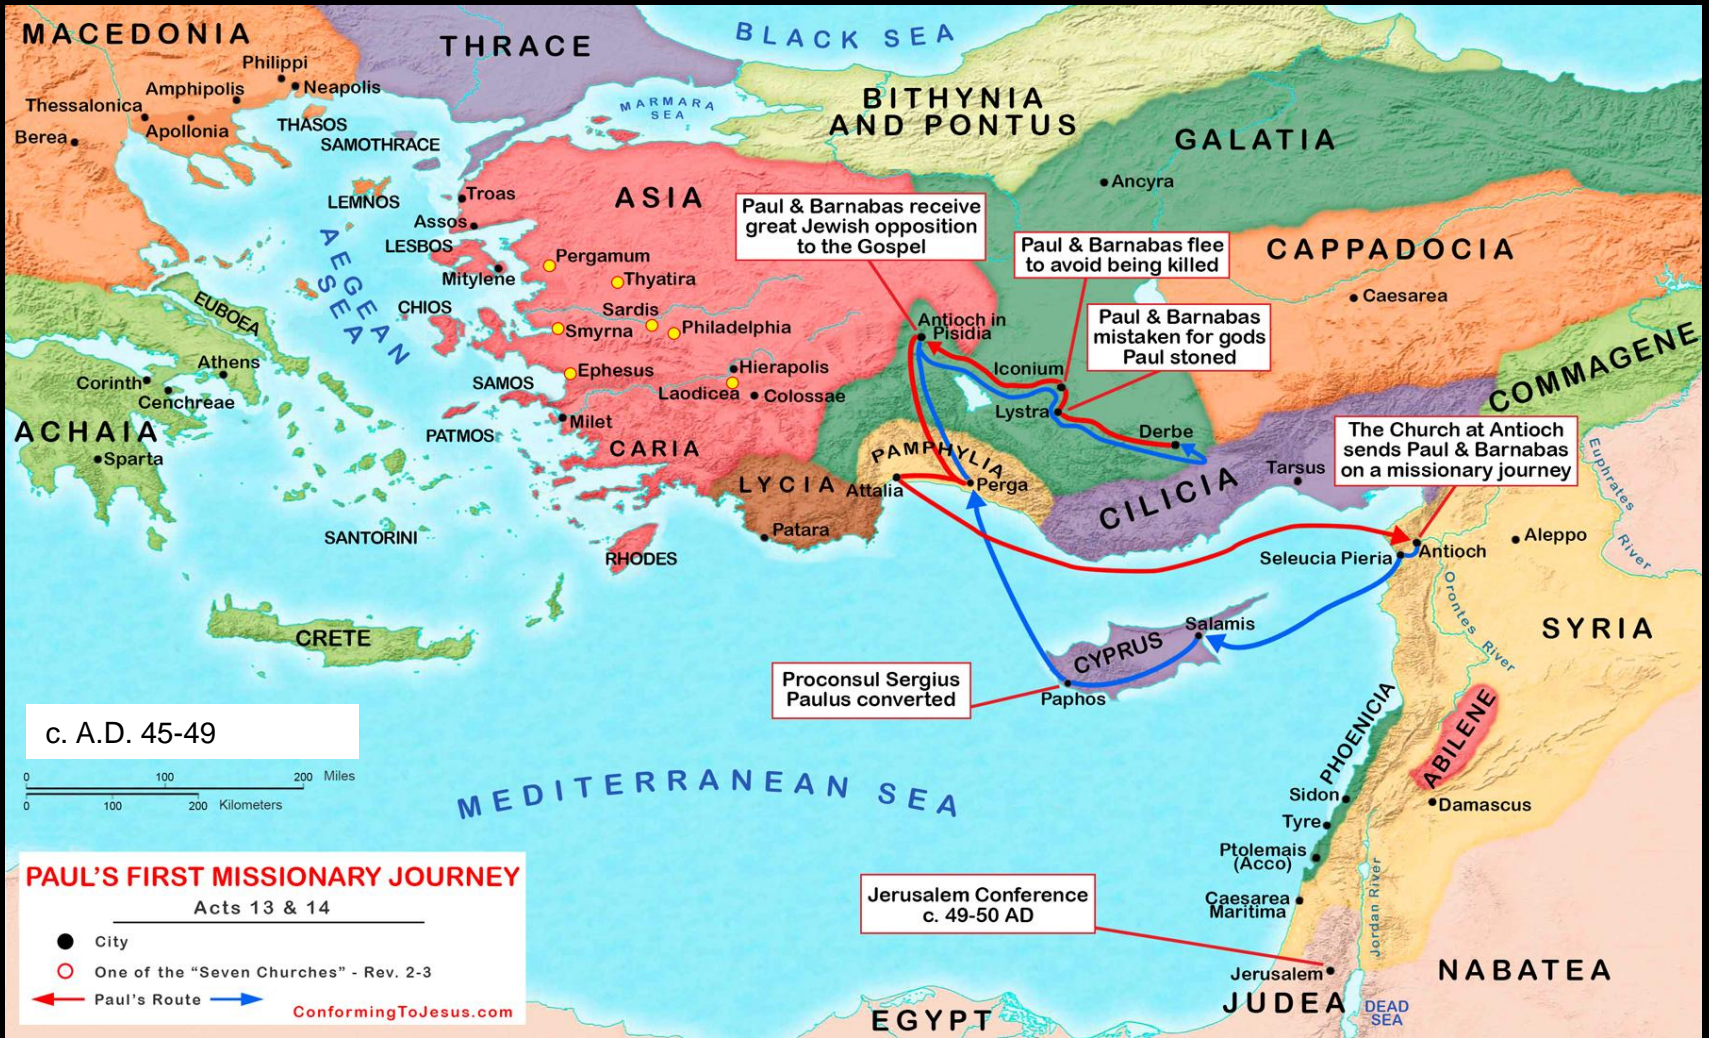 MACEDONIA
THRACE
BLACK SEA
Philippi
Amphipolis
Neapolis
Thessalonica
Apollonia
Berea
THASOS
SAMOTHRACE
MARMARA
SEA
BITHYNIA
AND PONTUS
GALATIA
Ancyra
LEMNOS
Troas
ASIA
Assos
LESBOS
Mitylene
AEGEAN
SEA
Pergamum
Thyatira
Sardis
Smyrna
Philadelphia
CHIOS
EUBOEA
Athens
Corinth
Cenchreae
ACHAIA
Sparta
SAMOS
Ephesus
Hierapolis
Laodicea
Colossae
Milet
PATMOS
CARIA
SANTORINI
RHODES
CRETE
LYCIA
Patara
Paul & Barnabas receive
great Jewish opposition
to the Gospel
Paul & Barnabas flee
to avoid being killed
Paul & Barnabas
mistaken for gods
Paul stoned
CAPPADOCIA
Caesarea
COMMAGENE
Antioch in
Pisidia
Iconium
Lystra
Derbe
PAMPHYLIA
Attalia
Perga
CILICIA
Tarsus
The Church at Antioch
sends Paul & Barnabas
on a missionary journey
Euphrates
River
Seleucia Pieria
Antioch
Aleppo
Orontes River
SYRIA
Salamis
CYPRUS
Paphos
Proconsul Sergius
Paulus converted
MEDITERRANEAN SEA
PHOENICIA
ABILENE
Sidon
Damascus
Tyre
Ptolemais
(Acco)
Caesarea
Maritima
Jordan River
Jerusalem Conference
c. 49-50 AD
Jerusalem
JUDEA
DEAD
SEA
NABATEA
EGYPT
c. A.D. 45-49
0 100 200 Miles
0 100 200 Kilometers
PAUL'S FIRST MISSIONARY JOURNEY
Acts 13 & 14
City
One of the "Seven Churches" - Rev. 2-3
Paul's Route
ConformingToJesus.com